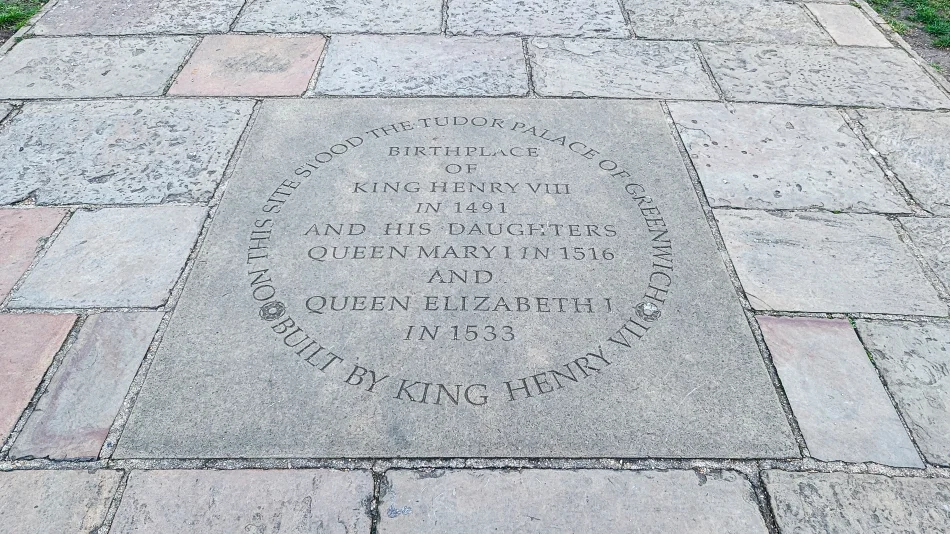 ON THIS SITE STOOD THE TUDOR PALACE OF GREENWICH
BUILT BY KING HENRY VII
BIRTHPLACE
OF
KING HENRY VIII
IN 1491
AND HIS DAUGHTERS
QUEEN MARY I IN 1516
AND
QUEEN ELIZABETH I
IN 1533